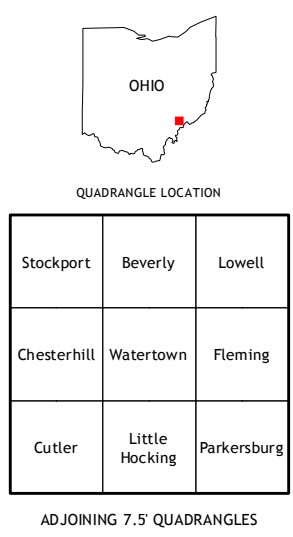 OHIO
QUADRANGLE LOCATION
Stockport Beverly Lowell
Chesterhill Watertown Fleming
Cutler Little Hocking Parkersburg
ADJOINING 7.5' QUADRANGLES